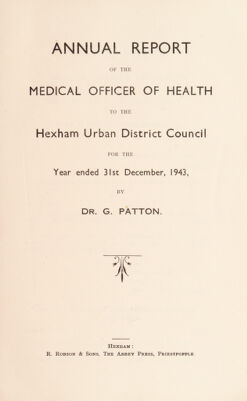 ANNUAL REPORT
OF THE
MEDICAL OFFICER OF HEALTH
TO THE
Hexham Urban District Council
FOR THE
Year ended 31st December, 1943,
BY
DR. G. PATTON.
HEXHAM:
R. ROBSON & SONS, THE ABBEY PRESS, PRIESTPOPPLE